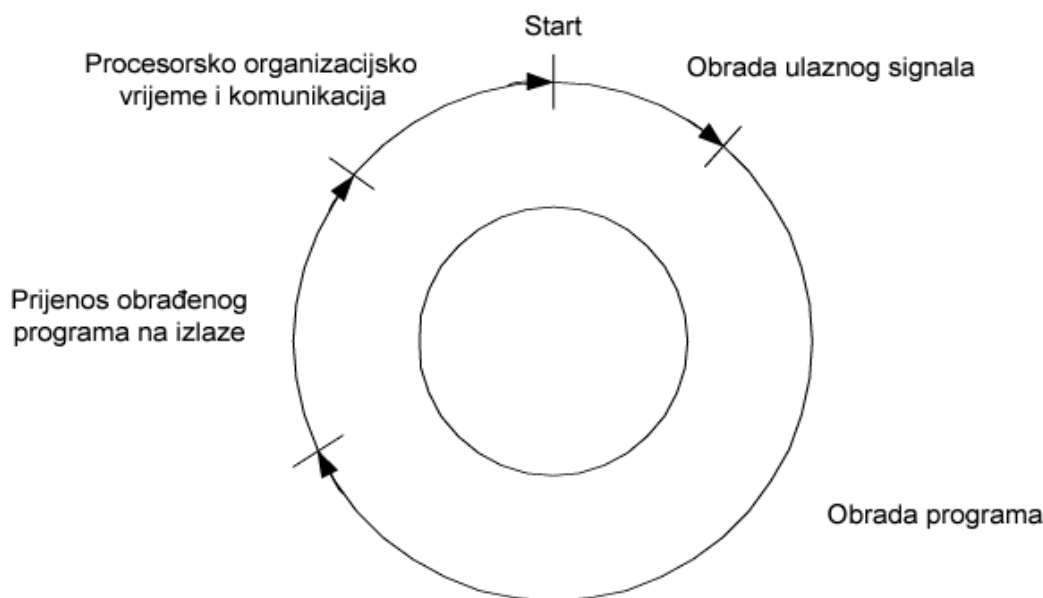 Start
Procesorsko organizacijsko
vrijeme i komunikacija
Obrada ulaznog signala
Prijenos obrađenog
programa na izlaze
Obrada programa